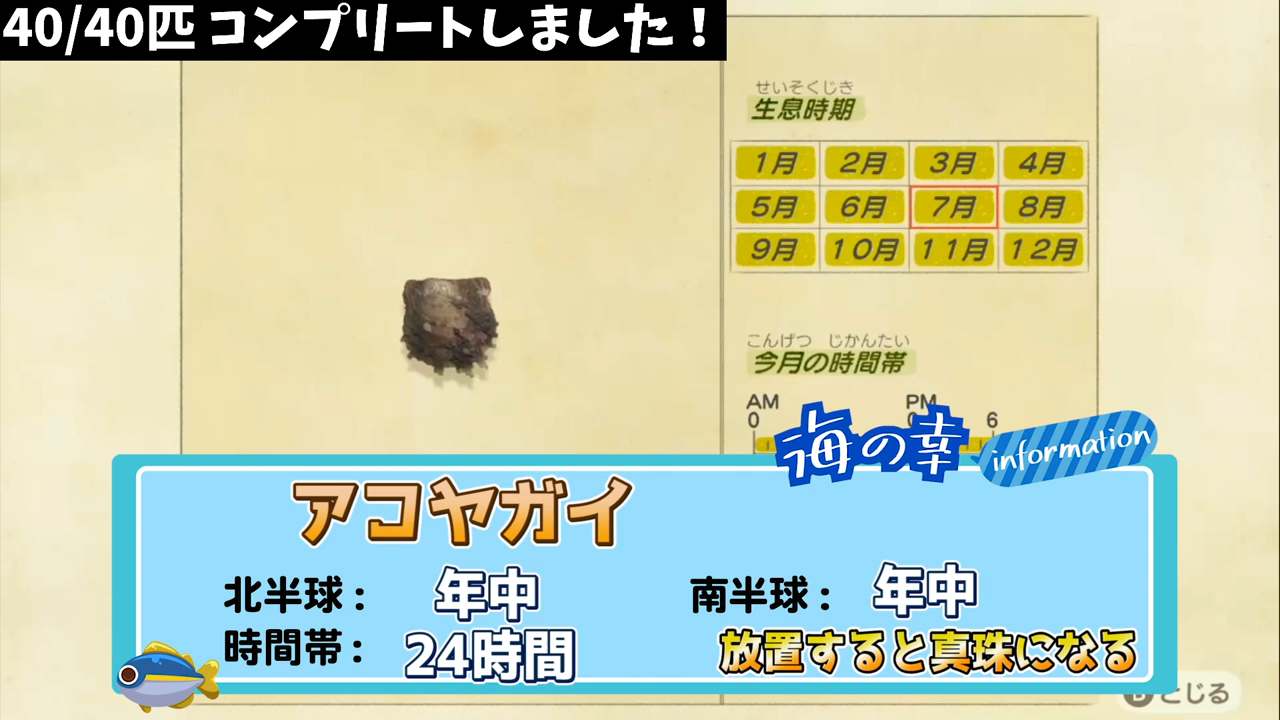 40/40匹 コンプリートしました！
せいそくじき
生息時期
1月 2月 3月 4月
5月 6月 7月 8月
9月 10月 11月 12月
こんげつ じかんたい
今月の時間帯
AM PM
0 6
海の幸 information
アコヤガイ
北半球： 年中 南半球： 年中
時間帯： 24時間 放置すると真珠になる
とじる